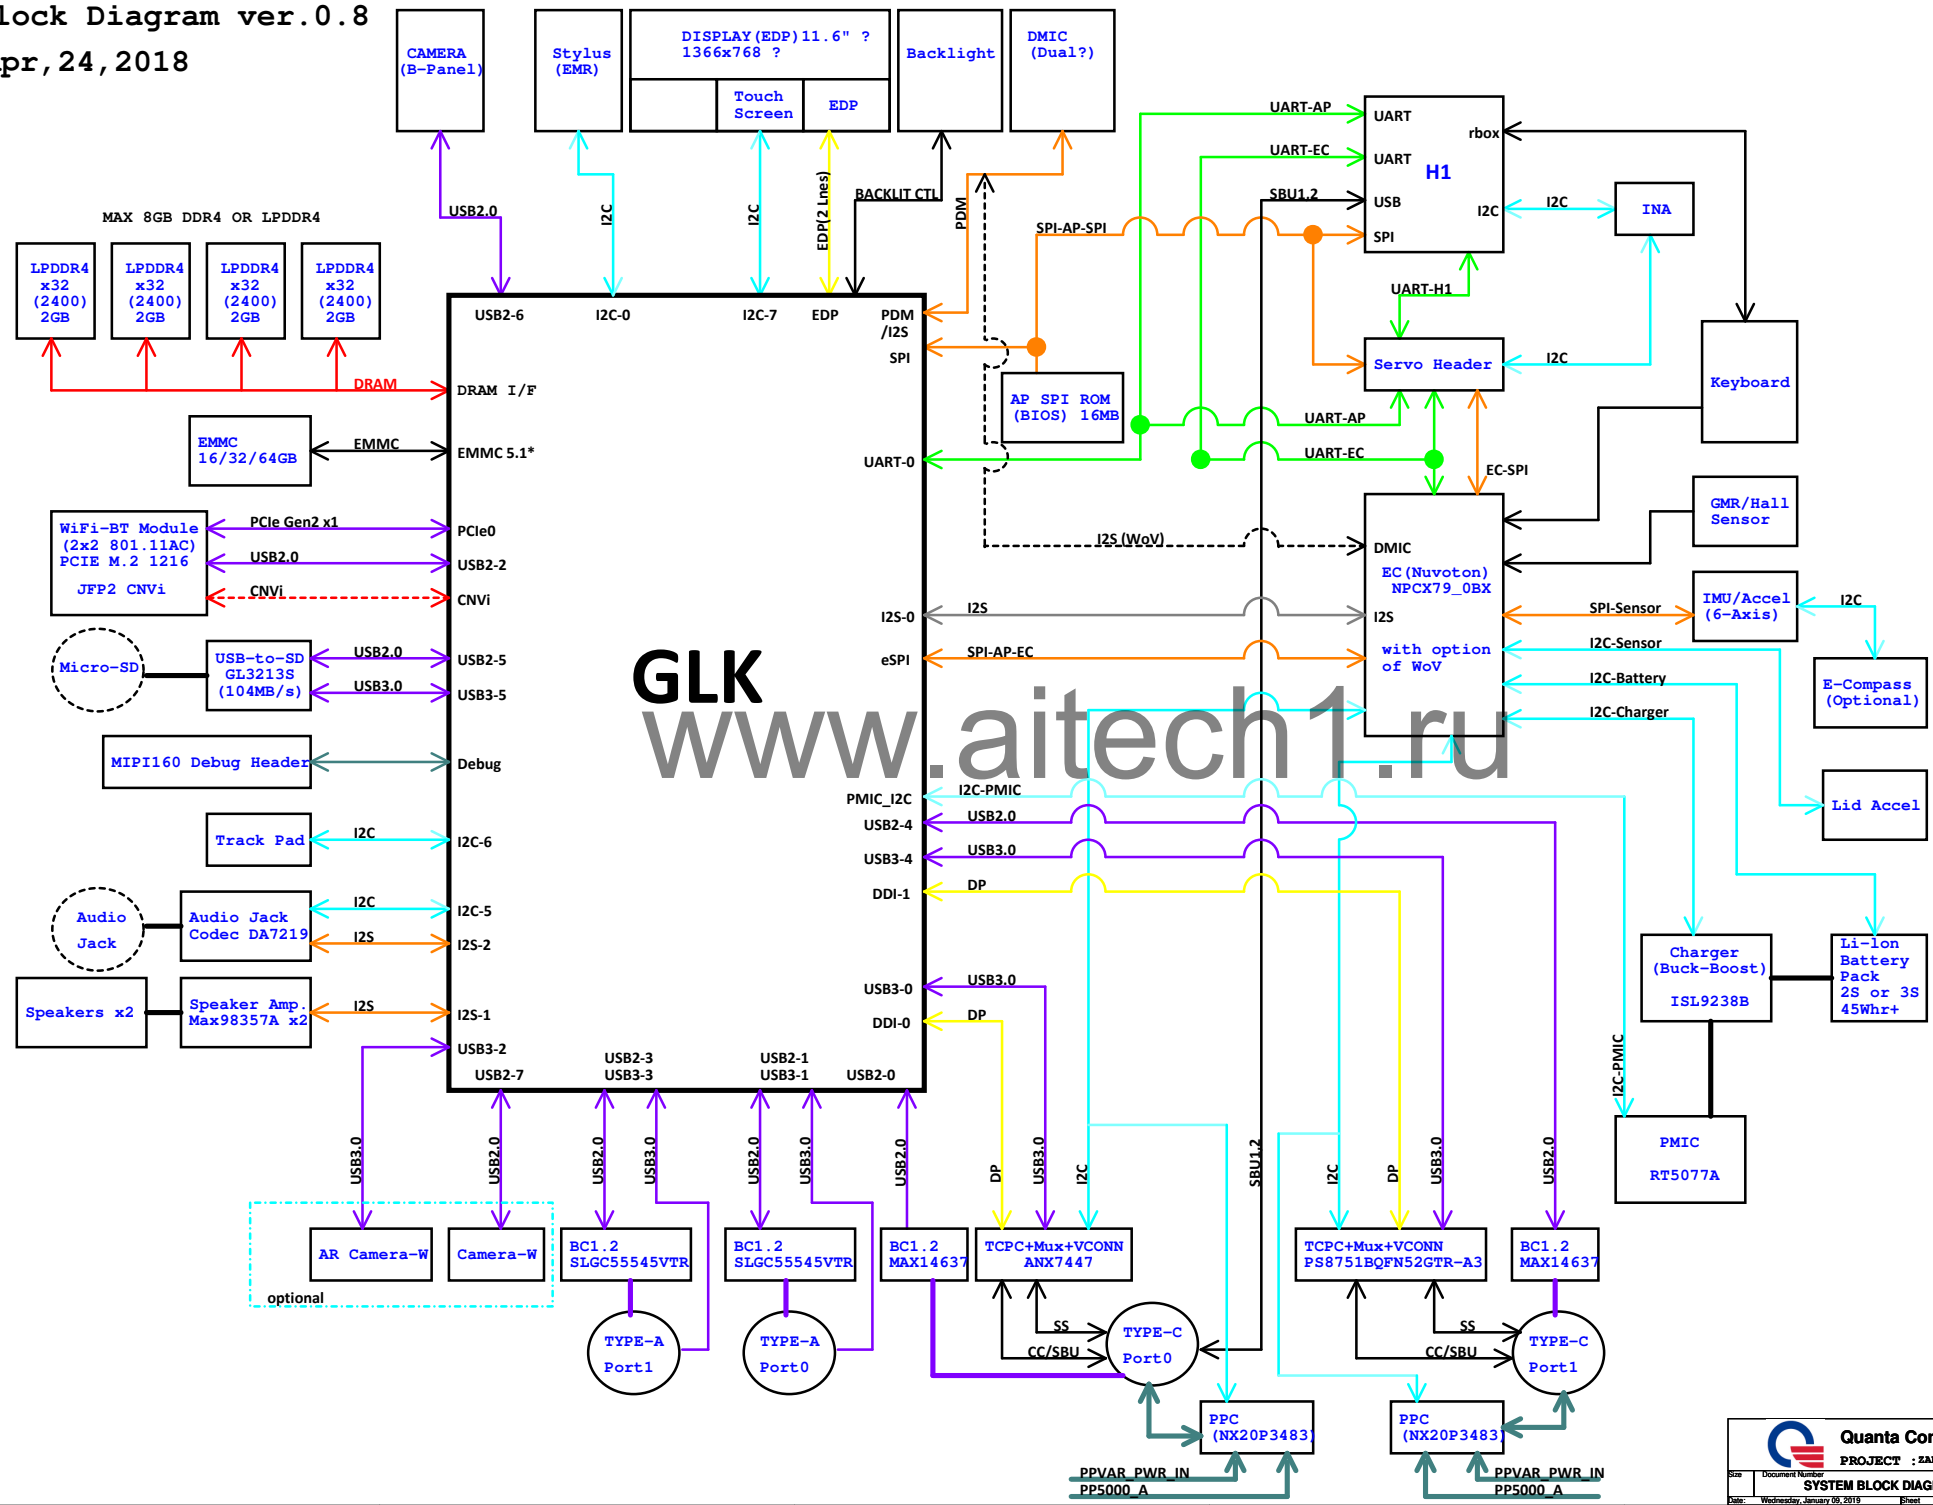 lock Diagram ver.0.8
pr,24,2018
CAMERA
(B-Panel)
Stylus
(EMR)
DISPLAY(EDP)11.6" ?
1366x768 ?
Touch
Screen
EDP
Backlight
DMIC
(Dual?)
USB2.0
I2C
I2C
EDP(2 Lnes)
BACKLIT CTL
PDM
MAX 8GB DDR4 OR LPDDR4
LPDDR4
x32
(2400)
2GB
LPDDR4
x32
(2400)
2GB
LPDDR4
x32
(2400)
2GB
LPDDR4
x32
(2400)
2GB
DRAM
EMMC
16/32/64GB
EMMC
WiFi-BT Module
(2x2 801.11AC)
PCIE M.2 1216
JFP2 CNVi
PCIe Gen2 x1
USB2.0
CNVi
Micro-SD
USB-to-SD
GL3213S
(104MB/s)
USB2.0
USB3.0
MIPI160 Debug Header
Track Pad
I2C
Audio
Jack
Audio Jack
Codec DA7219
I2C
I2S
Speakers x2
Speaker Amp.
Max98357A x2
I2S
USB2-6
I2C-0
I2C-7
EDP
PDM
/I2S
SPI
DRAM I/F
EMMC 5.1*
UART-0
PCIe0
USB2-2
CNVi
I2S-0
eSPI
USB2-5
USB3-5
GLK
Debug
PMIC_I2C
USB2-4
I2C-6
USB3-4
DDI-1
I2C-5
I2S-2
USB3-0
I2S-1
DDI-0
USB3-2
USB2-7
USB2-3
USB3-3
USB2-1
USB3-1
USB2-0
www.aitech1.ru
UART-AP
UART-EC
SBU1.2
SPI-AP-SPI
UART
UART
USB
SPI
H1
rbox
I2C
I2C
INA
UART-H1
Servo Header
I2C
Keyboard
AP SPI ROM
(BIOS) 16MB
UART-AP
UART-EC
EC-SPI
GMR/Hall
Sensor
I2S (WoV)
DMIC
EC(Nuvoton)
NPCX79_0BX
I2S
with option
of WoV
I2S
SPI-AP-EC
SPI-Sensor
IMU/Accel
(6-Axis)
I2C
I2C-Sensor
I2C-Battery
I2C-Charger
E-Compass
(Optional)
Lid Accel
I2C-PMIC
USB2.0
USB3.0
DP
USB3.0
DP
Charger
(Buck-Boost)
ISL9238B
Li-lon
Battery
Pack
2S or 3S
45Whr+
I2C-PMIC
PMIC
RT5077A
USB3.0
USB2.0
USB2.0
USB3.0
USB2.0
USB3.0
USB2.0
DP
USB3.0
I2C
SBU1.2
I2C
DP
USB3.0
USB2.0
AR Camera-W
Camera-W
optional
BC1.2
SLGC55545VTR
BC1.2
SLGC55545VTR
BC1.2
MAX14637
TCPC+Mux+VCONN
ANX7447
TCPC+Mux+VCONN
PS8751BQFN52GTR-A3
BC1.2
MAX14637
TYPE-A
Port1
TYPE-A
Port0
SS
CC/SBU
TYPE-C
Port0
SS
CC/SBU
TYPE-C
Port1
PPC
(NX20P3483)
PPC
(NX20P3483)
PPVAR_PWR_IN
PP5000_A
PPVAR_PWR_IN
PP5000_A
Quanta Con
PROJECT : ZA
Size
Document Number
SYSTEM BLOCK DIAG
Date:
Wednesday, January 09, 2019
Sheet